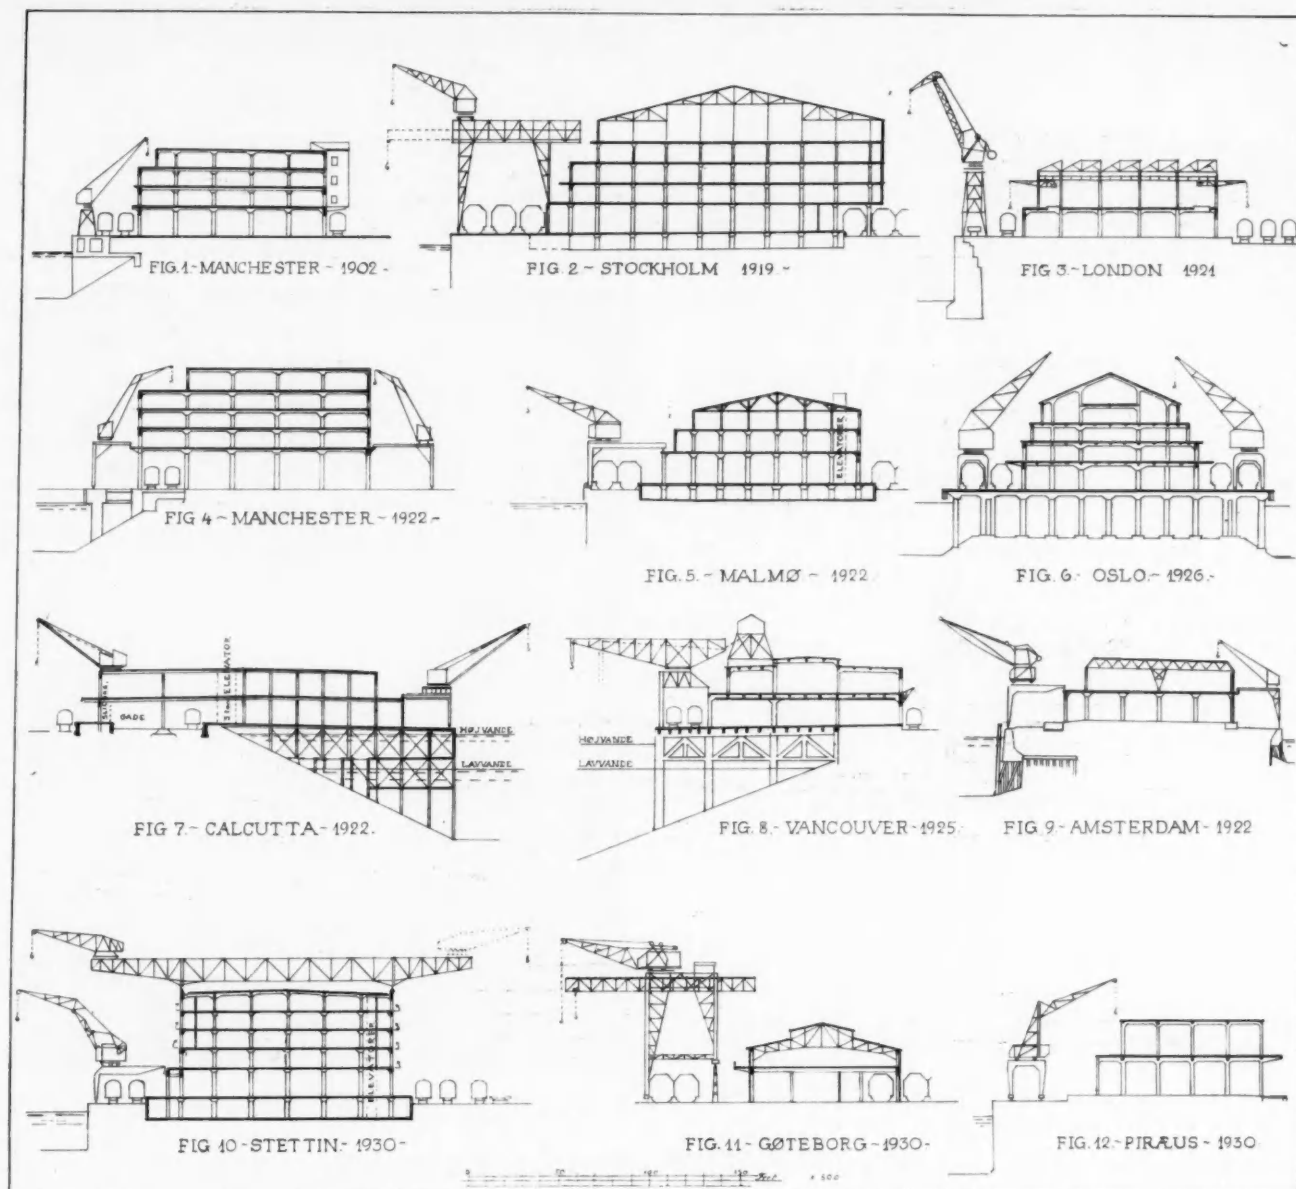 FIG.1.-MANCHESTER - 1902 -
FIG. 2 - STOCKHOLM 1919.-
FIG 3.-LONDON 1921
FIG 4 - MANCHESTER - 1922.-
ELEVATORER
FIG. 5.- MALMØ - 1922
FIG. 6.- OSLO.- 1926.-
ELEVATOR
GADE
HØJVANDE
LAVVANDE
FIG 7.- CALCUTTA - 1922.
HØJVANDE
LAVVANDE
FIG. 8.- VANCOUVER - 1925.-
FIG 9.- AMSTERDAM - 1922
ELEVATORER
FIG 10 - STETTIN.- 1930 -
FIG. 11 - GØTEBORG - 1930-
FIG. 12.- PIRÆUS - 1930
0